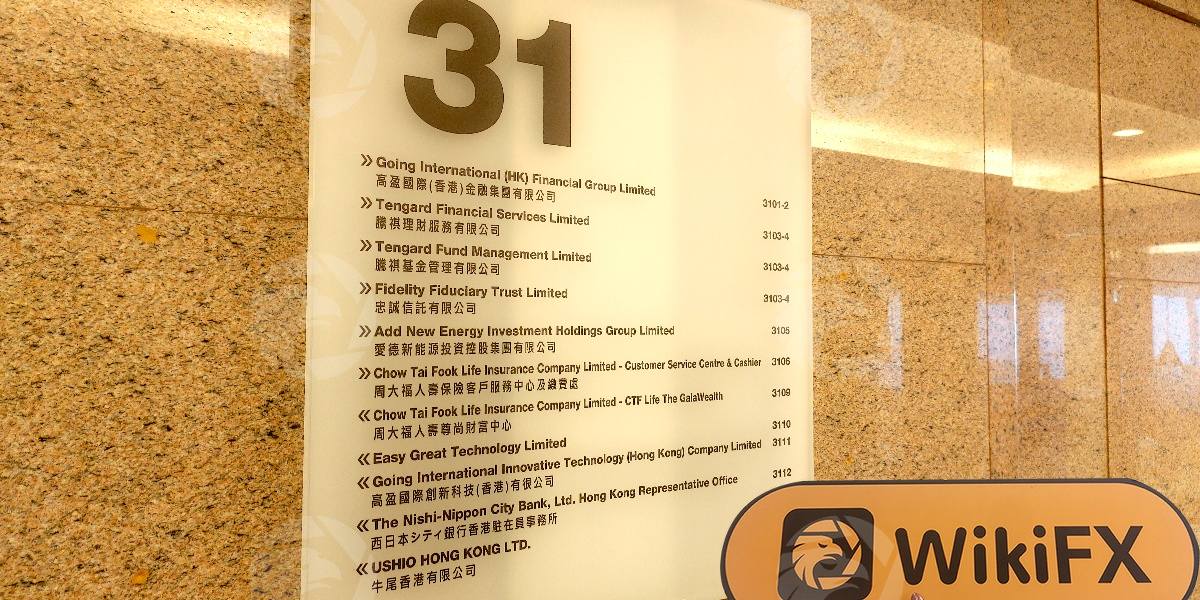 31
Going International (HK) Financial Group Limited
高盈國際(香港)金融集團有限公司
3101-2
Tengard Financial Services Limited
騰祺理財服務有限公司
3103-4
Tengard Fund Management Limited
騰祺基金管理有限公司
3103-4
Fidelity Fiduciary Trust Limited
忠誠信託有限公司
3103-4
Add New Energy Investment Holdings Group Limited
愛德新能源投資控股集團有限公司
3105
Chow Tai Fook Life Insurance Company Limited - Customer Service Centre & Cashier
周大福人壽保險客戶服務中心及繳費處
3106
Chow Tai Fook Life Insurance Company Limited - CTF Life The GalaWealth
周大福人壽尊尚財富中心
3109
Easy Great Technology Limited
3110
Going International Innovative Technology (Hong Kong) Company Limited
高盈國際創新科技(香港)有很公司
3111
The Nishi-Nippon City Bank, Ltd. Hong Kong Representative Office
西日本シティ銀行香港駐在員事務所
3112
USHIO HONG KONG LTD.
牛尾香港有限公司
WikiFX